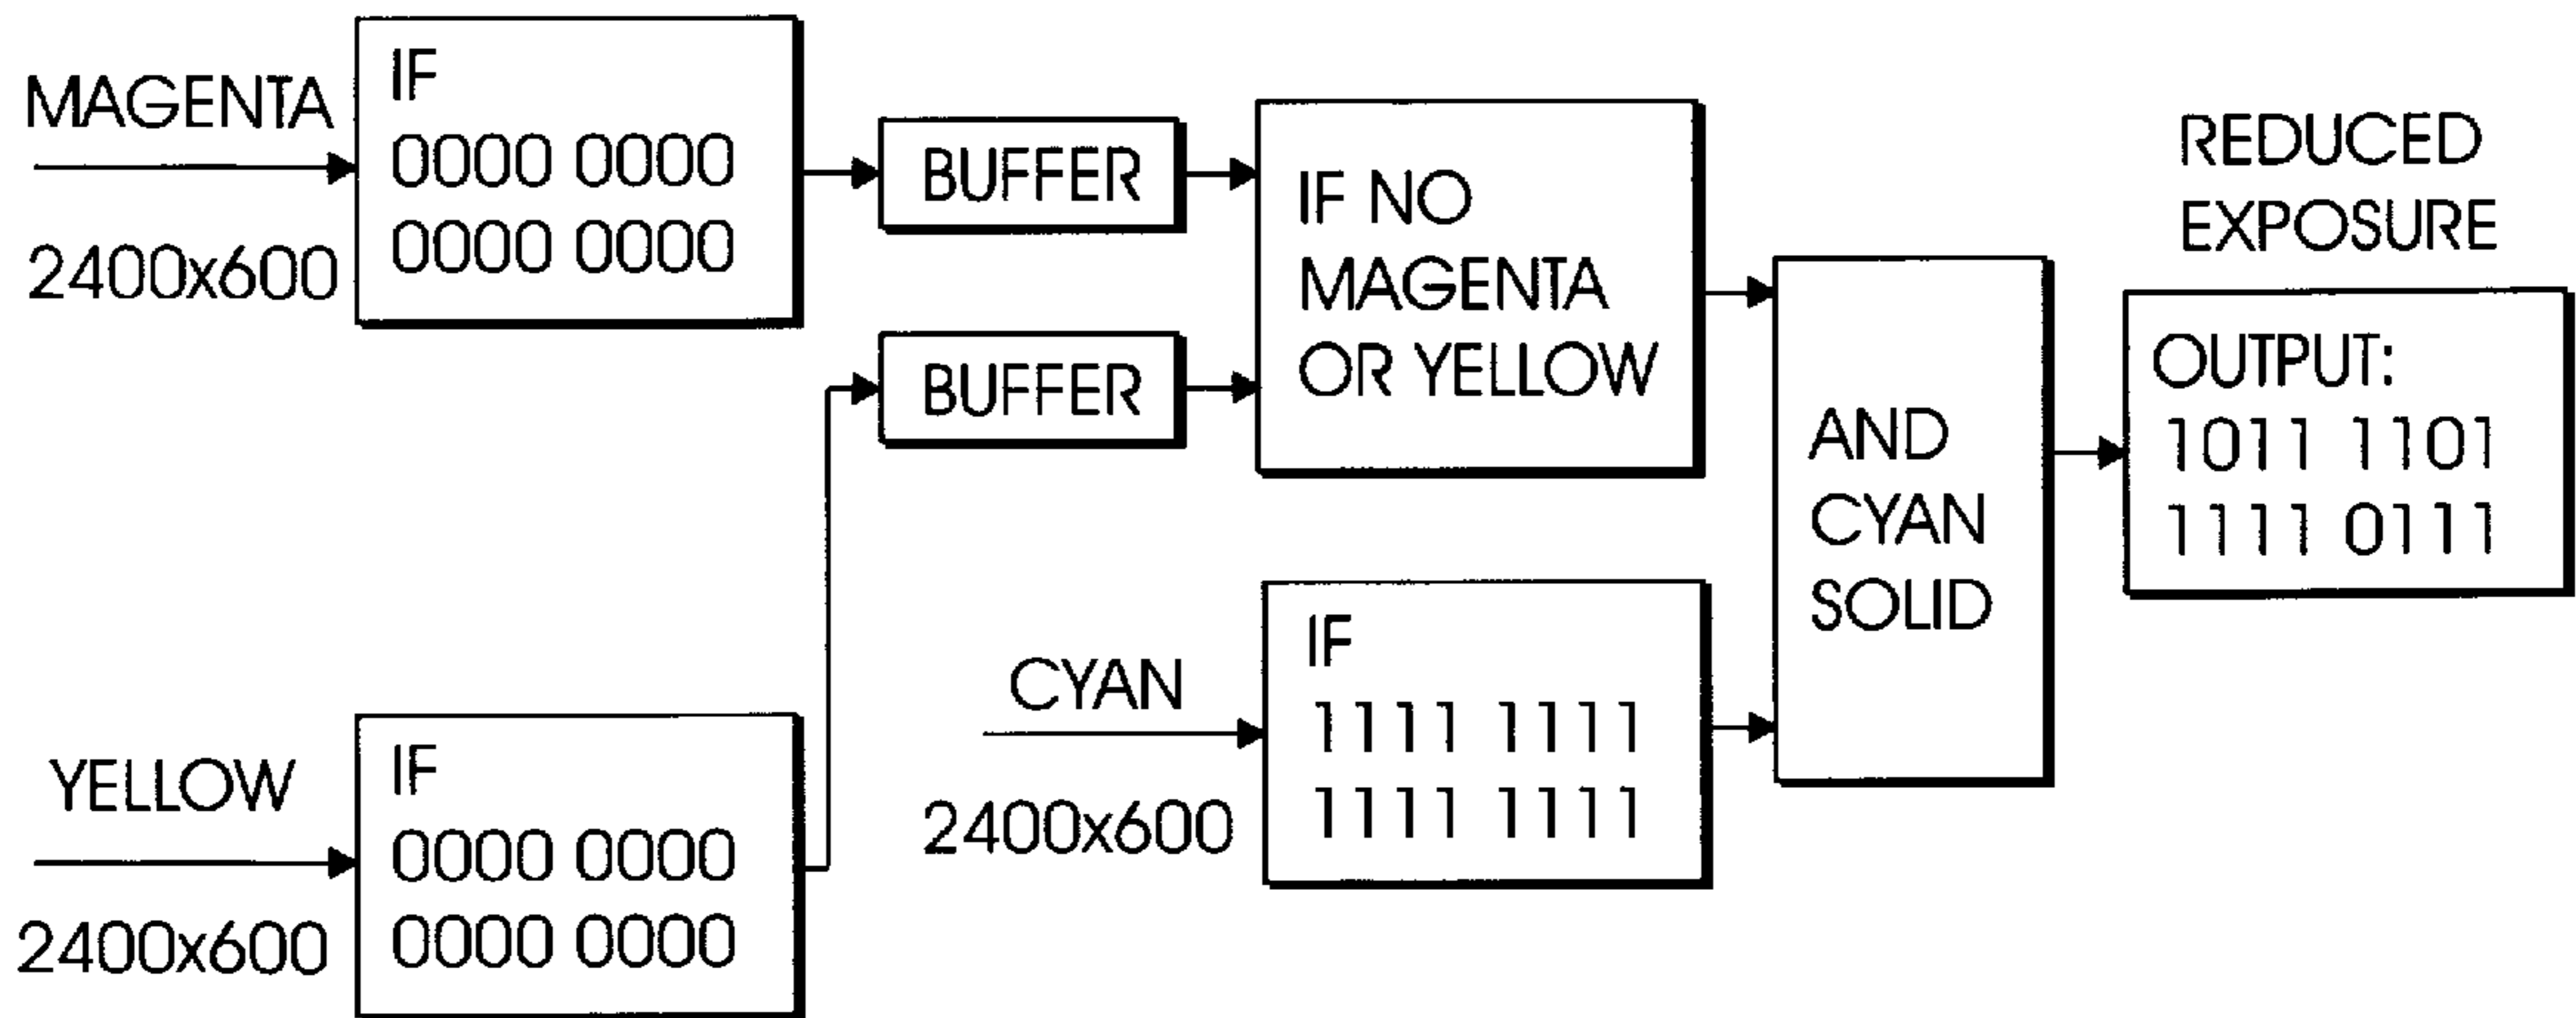 MAGENTA
2400x600
IF
0000 0000
0000 0000
BUFFER
BUFFER
IF NO
MAGENTA
OR YELLOW
YELLOW
2400x600
IF
0000 0000
0000 0000
CYAN
2400x600
IF
1111 1111
1111 1111
AND
CYAN
SOLID
REDUCED
EXPOSURE
OUTPUT:
1011 1101
1111 0111